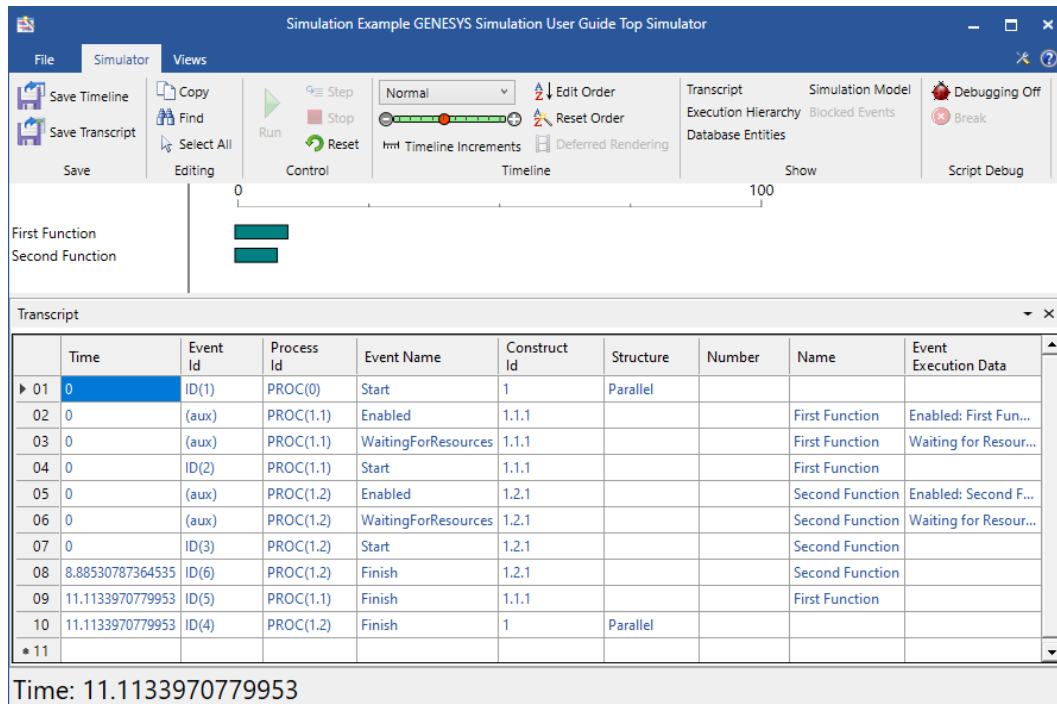 Simulation Example GENESYS Simulation User Guide Top Simulator
File Simulator Views
Save Timeline
Save Transcript
Save
Copy
Find
Select All
Editing
Run
Step
Stop
Reset
Control
Normal
Timeline Increments
Edit Order
Reset Order
Deferred Rendering
Timeline
Transcript Simulation Model
Execution Hierarchy Blocked Events
Database Entities
Show
Debugging Off
Break
Script Debug
0 100
First Function
Second Function
Transcript
Time Event Id Process Id Event Name Construct Id Structure Number Name Event Execution Data
01 0 ID(1) PROC(0) Start 1 Parallel
02 0 (aux) PROC(1.1) Enabled 1.1.1 First Function Enabled: First Fun...
03 0 (aux) PROC(1.1) WaitingForResources 1.1.1 First Function Waiting for Resour...
04 0 ID(2) PROC(1.1) Start 1.1.1 First Function
05 0 (aux) PROC(1.2) Enabled 1.2.1 Second Function Enabled: Second F...
06 0 (aux) PROC(1.2) WaitingForResources 1.2.1 Second Function Waiting for Resour...
07 0 ID(3) PROC(1.2) Start 1.2.1 Second Function
08 8.88530787364535 ID(6) PROC(1.2) Finish 1.2.1 Second Function
09 11.1133970779953 ID(5) PROC(1.1) Finish 1.1.1 First Function
10 11.1133970779953 ID(4) PROC(1.2) Finish 1 Parallel
* 11
Time: 11.1133970779953